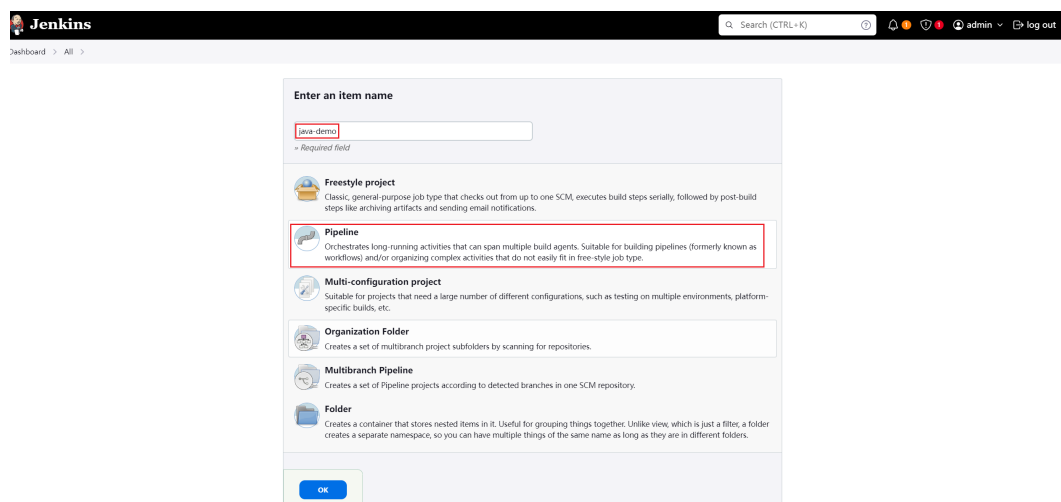 Jenkins
Search (CTRL+K)
1
1
admin
log out
Dashboard > All >
Enter an item name
java-demo
» Required field
Freestyle project
Classic, general-purpose job type that checks out from up to one SCM, executes build steps serially, followed by post-build
steps like archiving artifacts and sending email notifications.
Pipeline
Orchestrates long-running activities that can span multiple build agents. Suitable for building pipelines (formerly known as
workflows) and/or organizing complex activities that do not easily fit in free-style job type.
Multi-configuration project
Suitable for projects that need a large number of different configurations, such as testing on multiple environments, platform-
specific builds, etc.
Organization Folder
Creates a set of multibranch project subfolders by scanning for repositories.
Multibranch Pipeline
Creates a set of Pipeline projects according to detected branches in one SCM repository.
Folder
Creates a container that stores nested items in it. Useful for grouping things together. Unlike view, which is just a filter, a folder
creates a separate namespace, so you can have multiple things of the same name as long as they are in different folders.
OK